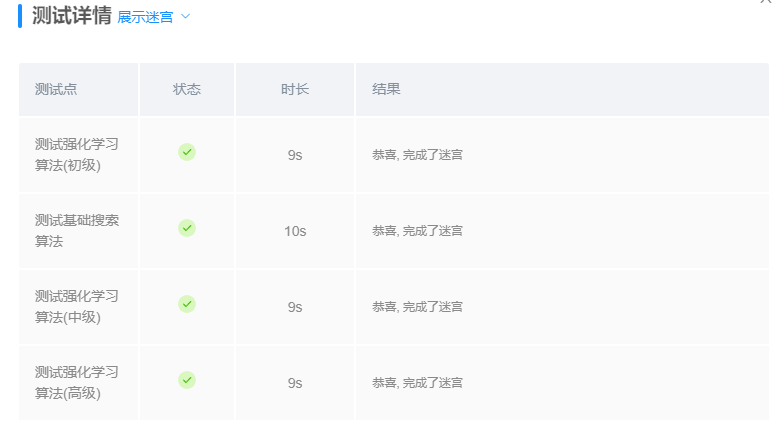 测试详情 展示迷宫
测试点 状态 时长 结果
测试强化学习
算法(初级)
9s 恭喜, 完成了迷宫
测试基础搜索
算法
10s 恭喜, 完成了迷宫
测试强化学习
算法(中级)
9s 恭喜, 完成了迷宫
测试强化学习
算法(高级)
9s 恭喜, 完成了迷宫